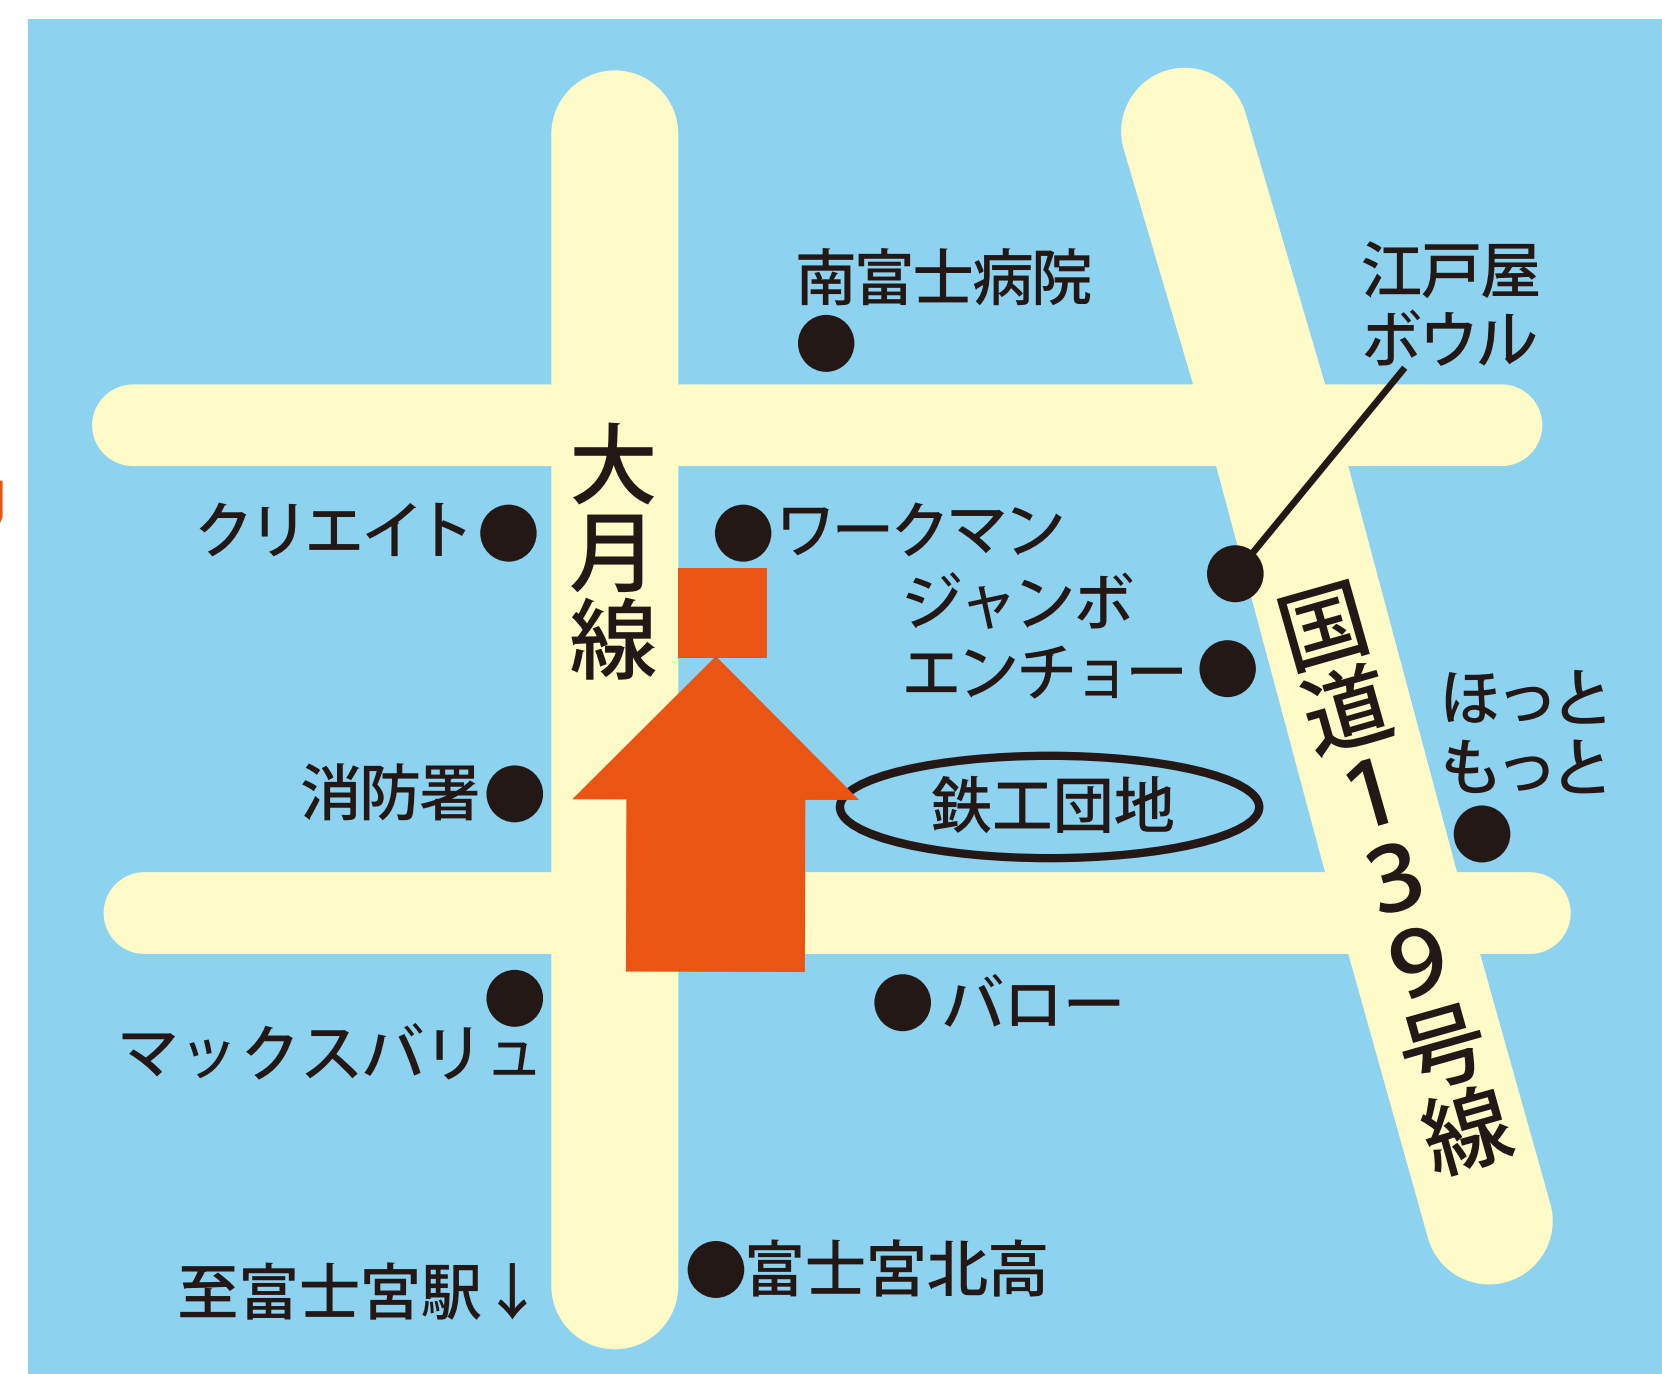 南富士病院
江戸屋
ボウル
大月線
クリエイト
ワークマン
ジャンボ
エンチョー
国道139号線
ほっと
もっと
消防署
鉄工団地
マックスバリュ
バロー
至富士宮駅↓
富士宮北高